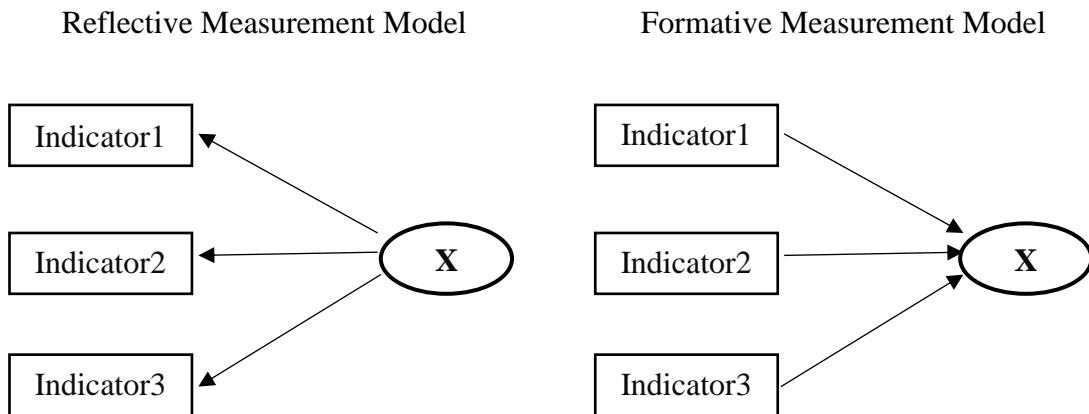 Reflective Measurement Model
Indicator1
Indicator2
Indicator3
X
Formative Measurement Model
Indicator1
Indicator2
Indicator3
X